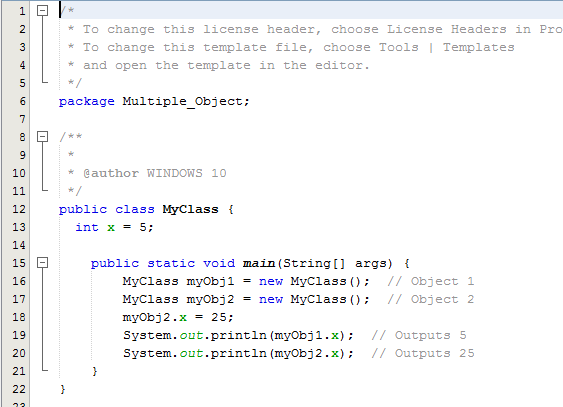 1 /*
2  * To change this license header, choose License Headers in Pro
3  * To change this template file, choose Tools | Templates
4  * and open the template in the editor.
5  */
6 package Multiple_Object;
7
8 /**
9  *
10  * @author WINDOWS 10
11  */
12 public class MyClass {
13   int x = 5;
14
15     public static void main(String[] args) {
16         MyClass myObj1 = new MyClass();  // Object 1
17         MyClass myObj2 = new MyClass();  // Object 2
18         myObj2.x = 25;
19         System.out.println(myObj1.x);  // Outputs 5
20         System.out.println(myObj2.x);  // Outputs 25
21     }
22 }
23